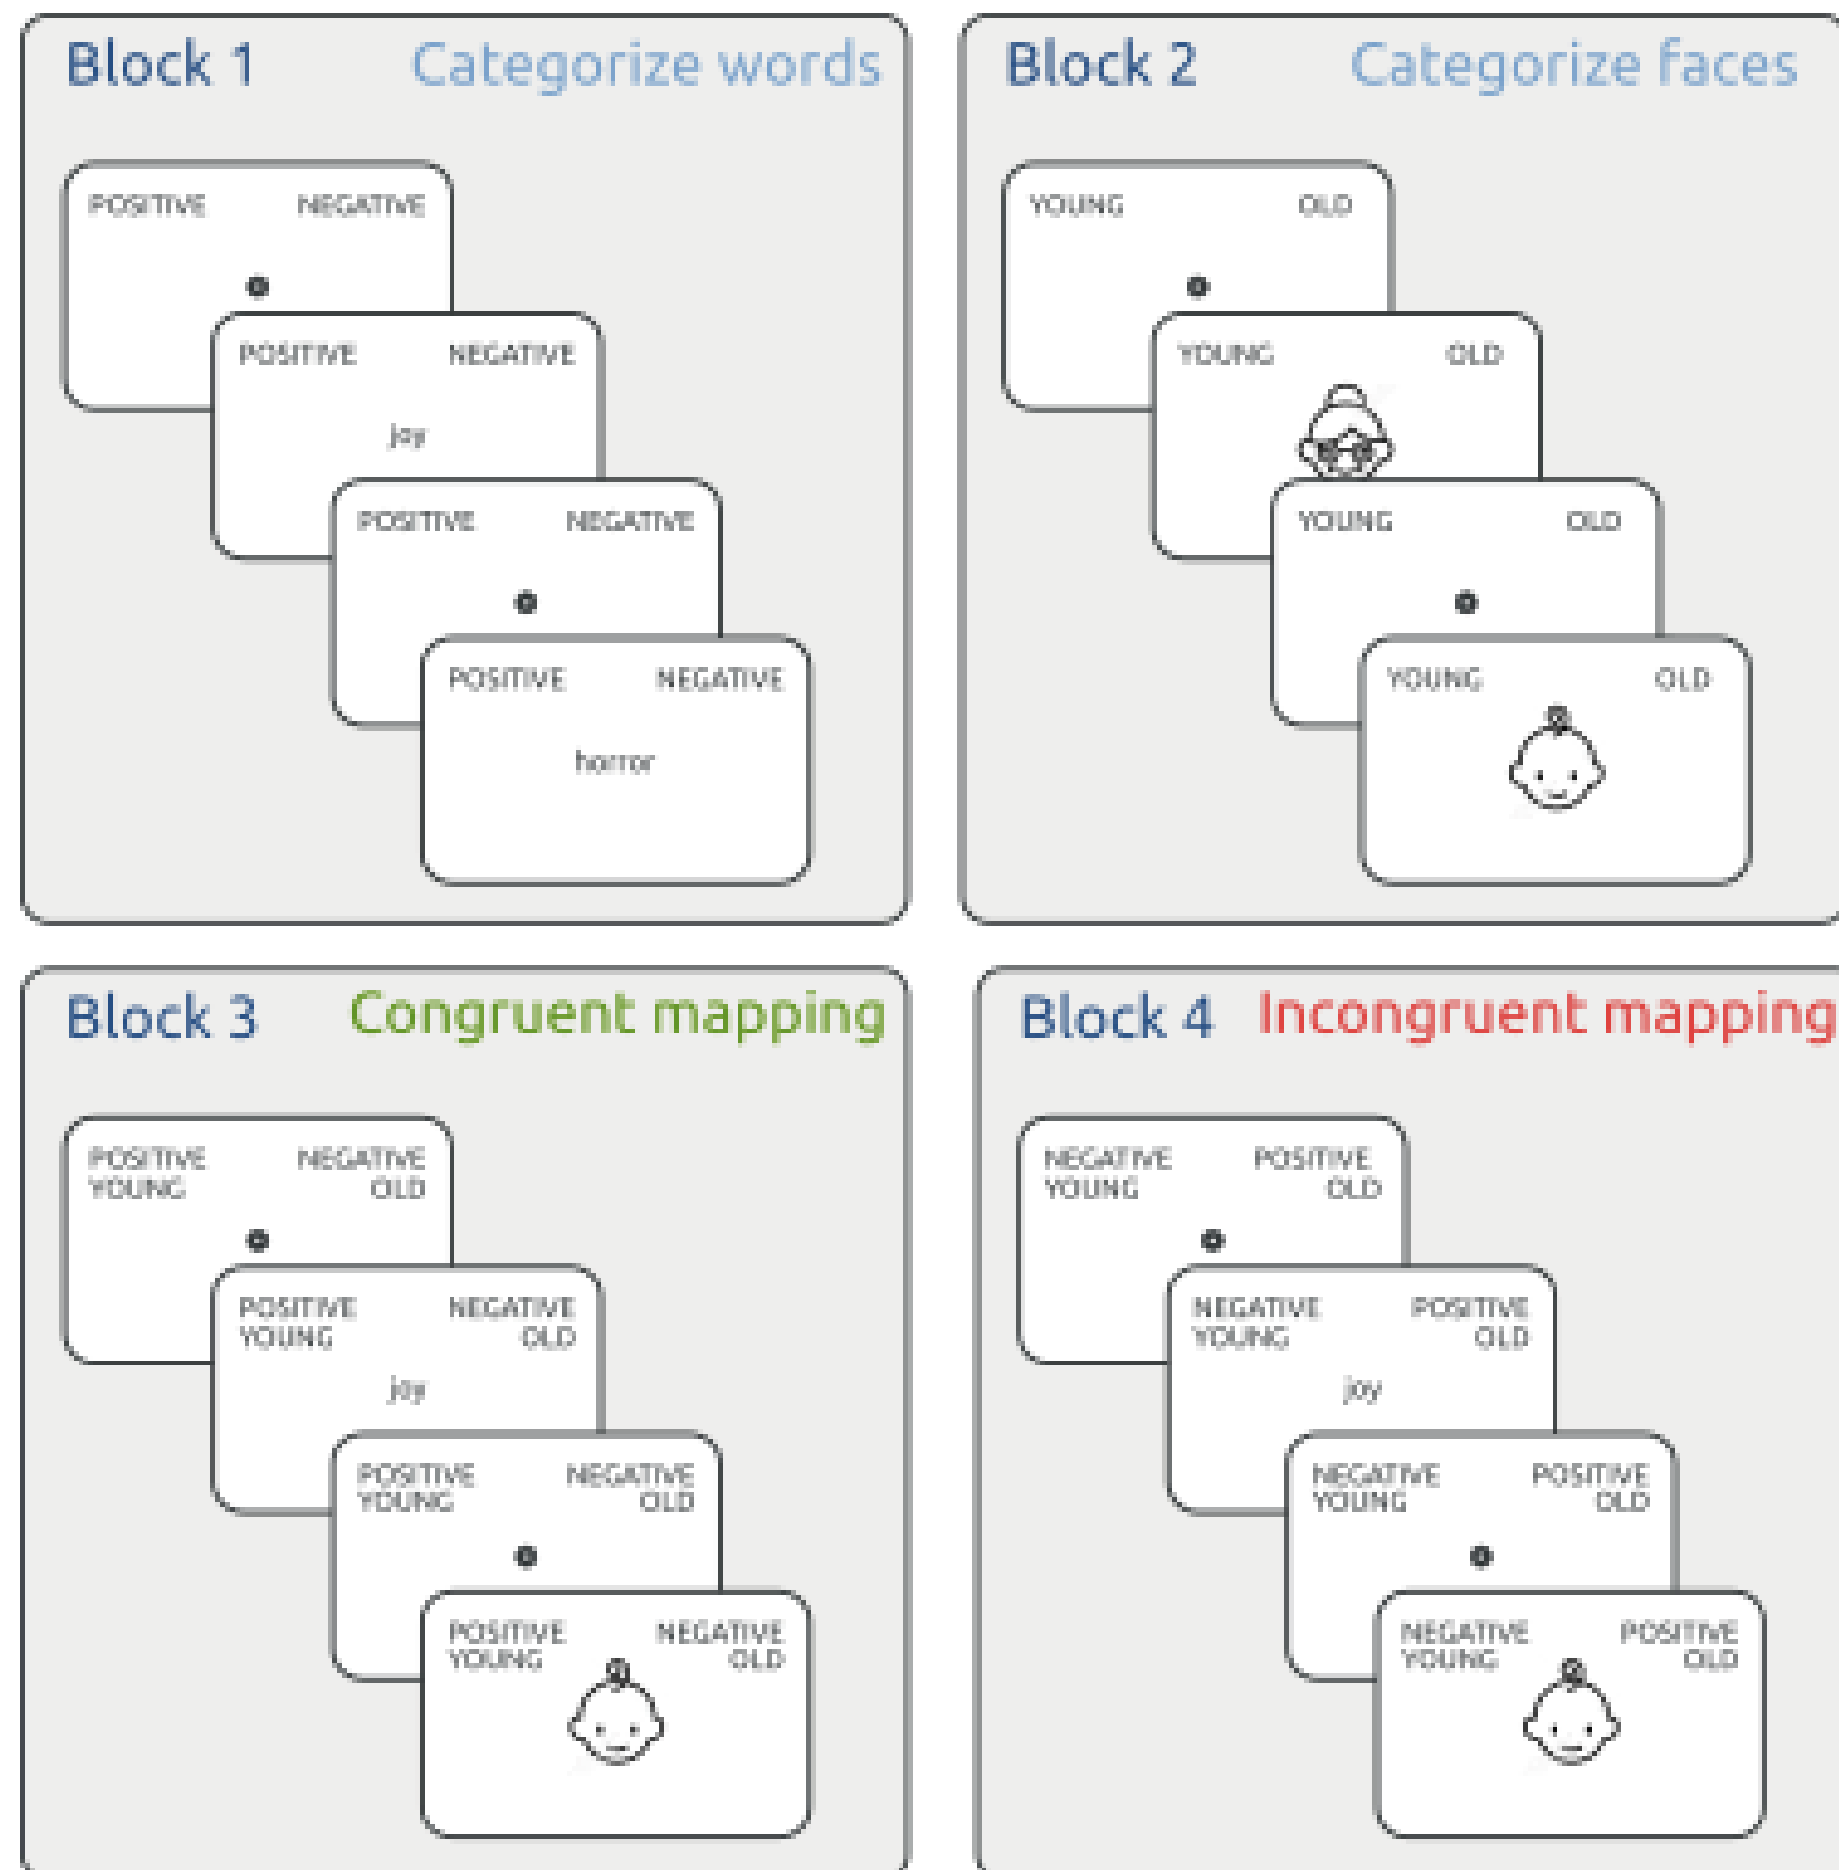 Block 1 Categorize words
POSITIVE NEGATIVE
POSITIVE NEGATIVE
joy
POSITIVE NEGATIVE
POSITIVE NEGATIVE
horror
Block 2 Categorize faces
YOUNG OLD
YOUNG OLD
YOUNG OLD
YOUNG OLD
Block 3 Congruent mapping
POSITIVE NEGATIVE
YOUNG OLD
POSITIVE NEGATIVE
YOUNG OLD
joy
POSITIVE NEGATIVE
YOUNG OLD
POSITIVE NEGATIVE
YOUNG OLD
Block 4 Incongruent mapping
NEGATIVE POSITIVE
YOUNG OLD
NEGATIVE POSITIVE
YOUNG OLD
joy
NEGATIVE POSITIVE
YOUNG OLD
NEGATIVE POSITIVE
YOUNG OLD